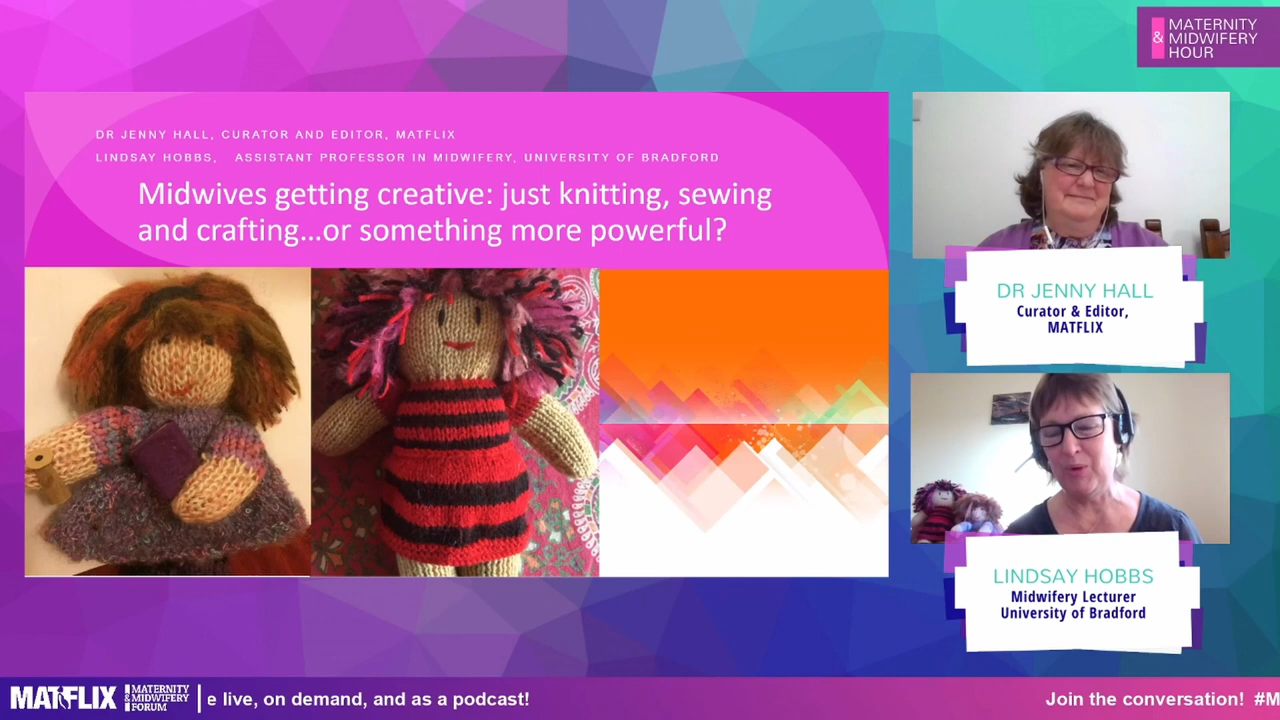 & MATERNITY
MIDWIFERY
HOUR
DR JENNY HALL, CURATOR AND EDITOR, MATFLIX
LINDSAY HOBBS, ASSISTANT PROFESSOR IN MIDWIFERY, UNIVERSITY OF BRADFORD
Midwives getting creative: just knitting, sewing
and crafting...or something more powerful?
DR JENNY HALL
Curator & Editor,
MATFLIX
LINDSAY HOBBS
Midwifery Lecturer
University of Bradford
MATFLIX
MATERNITY
& MIDWIFERY
FORUM
e live, on demand, and as a podcast!
Join the conversation! #M